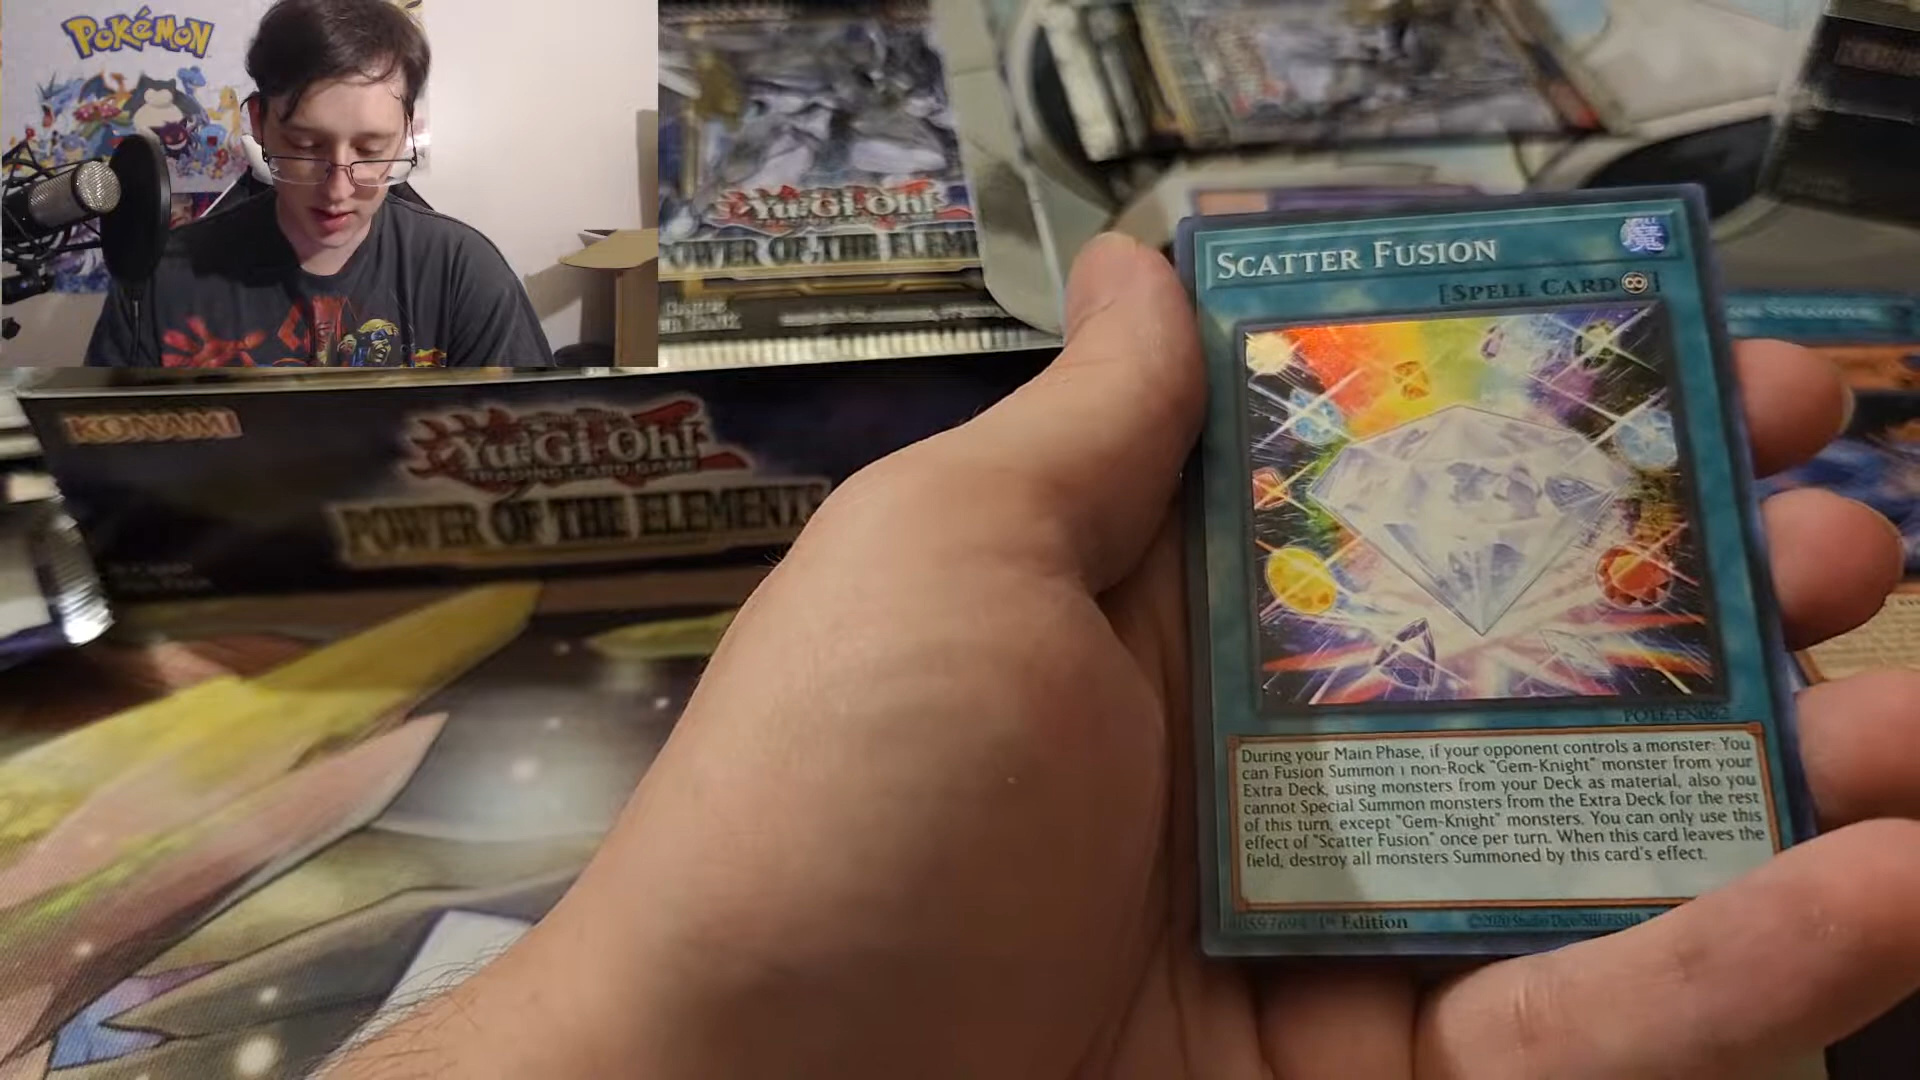 POKéMON
Yu-Gi-Oh!
POWER OF THE ELEME
KONAMI
Yu-Gi-Oh!
TRADING CARD GAME
POWER OF THE ELEMENTS
SCATTER FUSION
[SPELL CARD]
POTE-EN062
During your Main Phase, if your opponent controls a monster: You
can Fusion Summon 1 non-Rock "Gem-Knight" monster from your
Extra Deck, using monsters from your Deck as material, also you
cannot Special Summon monsters from the Extra Deck for the rest
of this turn, except "Gem-Knight" monsters. You can only use this
effect of "Scatter Fusion" once per turn. When this card leaves the
field, destroy all monsters Summoned by this card's effect.
1st Edition